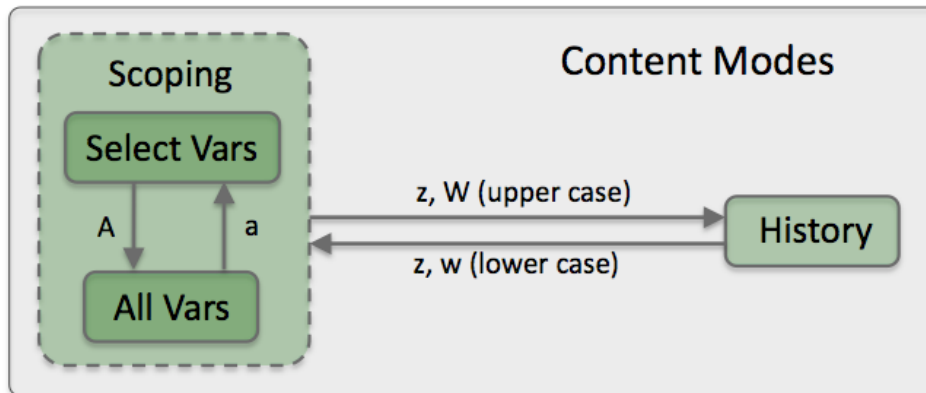 Content Modes
Scoping
Select Vars
A
a
All Vars
z, W (upper case)
z, w (lower case)
History